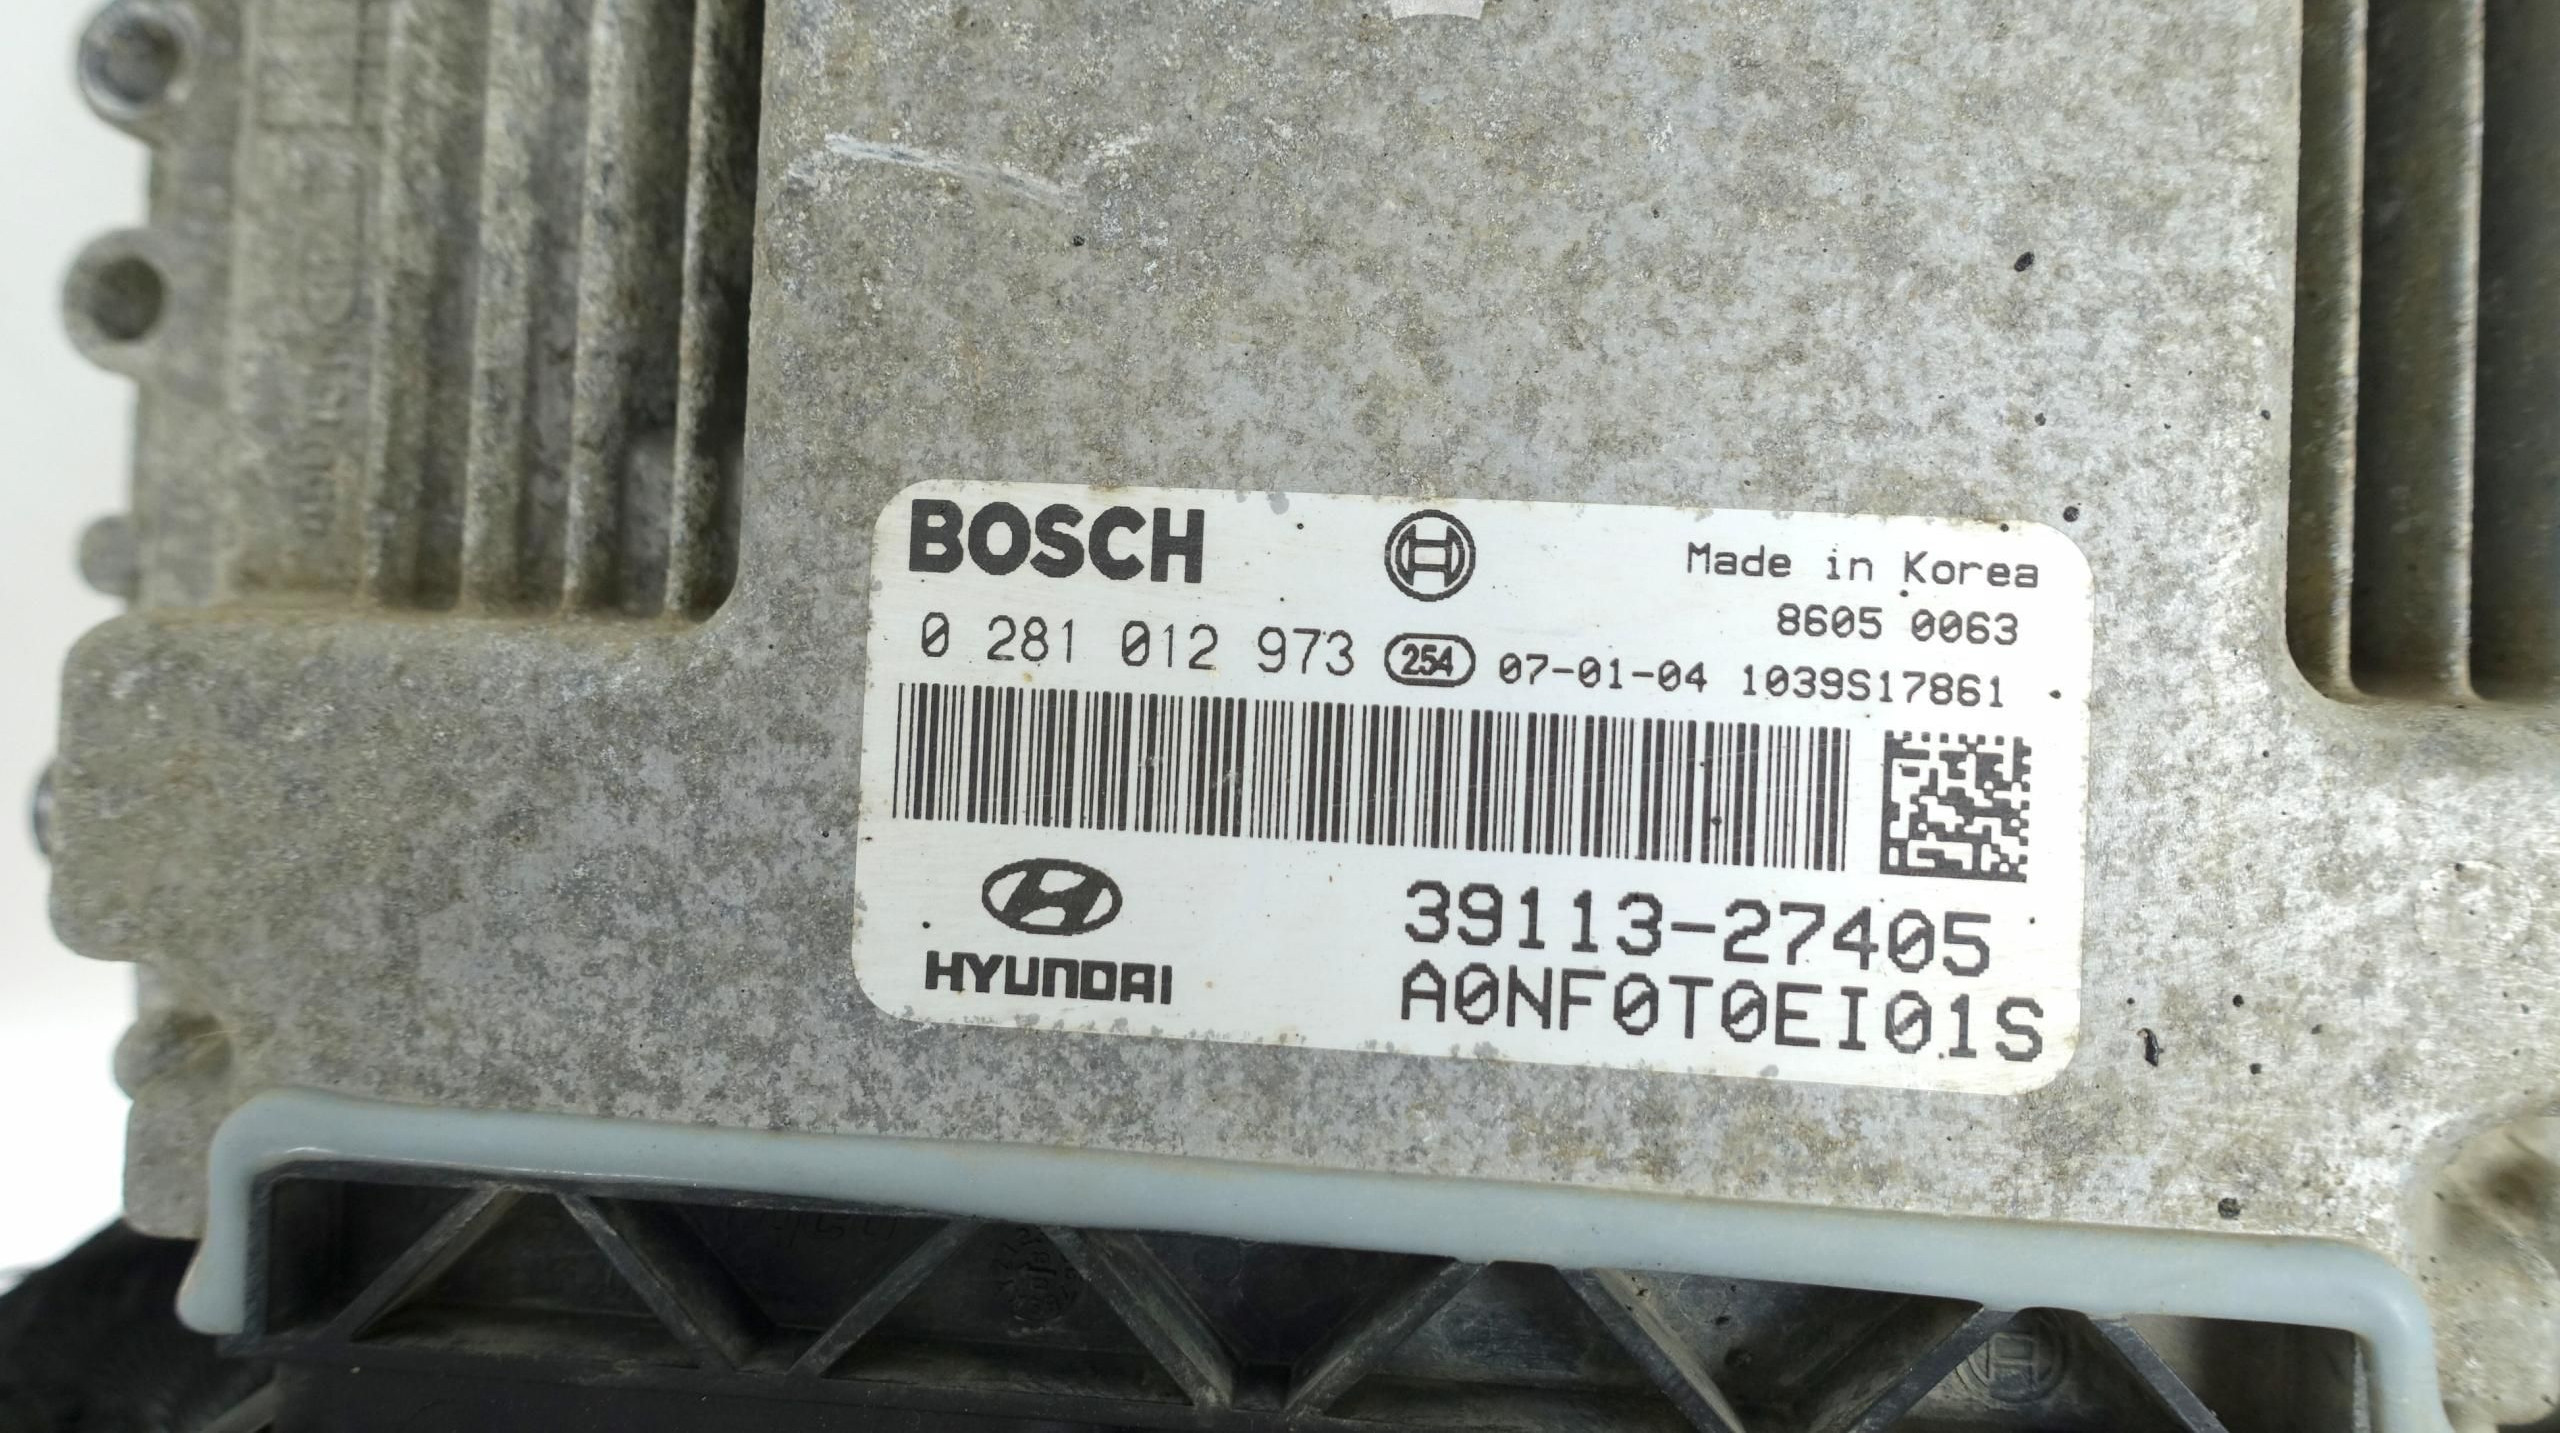 BOSCH
Made in Korea
8605 0063
0 281 012 973 254 07-01-04 1039S17861
HYUNDAI
39113-27405
A0NF0T0EI01S